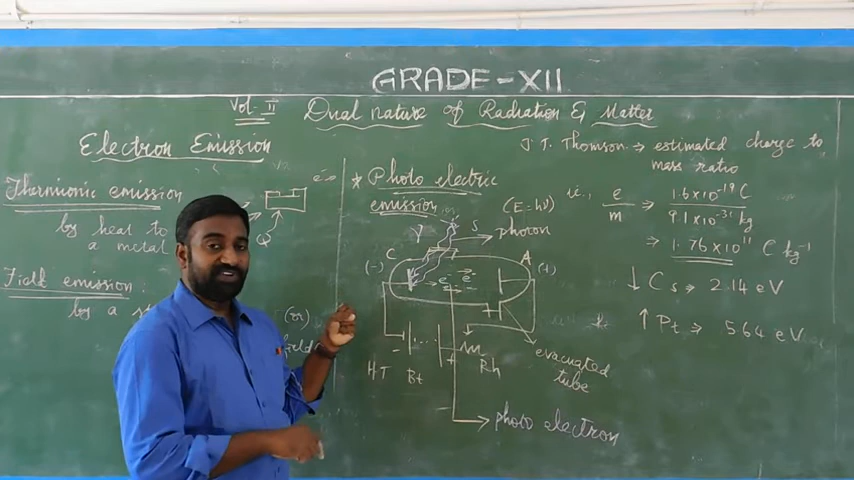 GRADE-XII
Vol-II Dual nature of Radiation & Matter
Electron Emission
Thermionic emission
by heat to
a metal
e-
Q
Field emission:
by a
(or)
field
* Photo electric
emission (E=hν)
γ
S
photon
C
A
(-)
(+)
e- e-
- +
HT Bt Rh
evacuated
tube
photo electron
J.J. Thomson → estimated charge to
mass ratio
ie., e/m → 1.6×10⁻¹⁹ C / 9.1×10⁻³¹ kg
⇒ 1.76×10¹¹ C kg⁻¹
↓ Cs → 2.14 eV
↑ Pt ⇒ 5.64 eV